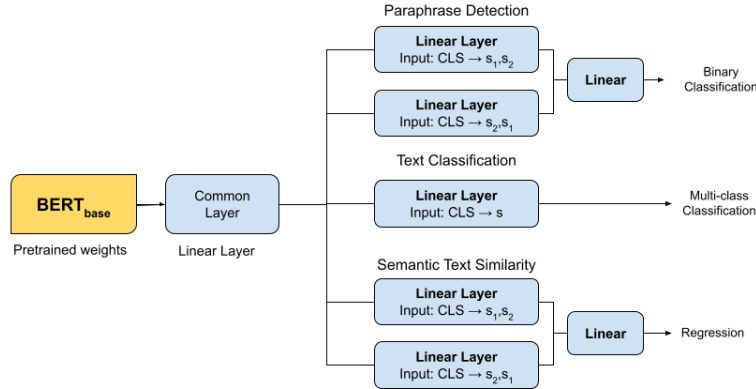 Paraphrase Detection
Linear Layer
Input: CLS → s₁,s₂
Linear Layer
Input: CLS → s₂,s₁
Linear
Binary
Classification
Text Classification
BERT_base
Pretrained weights
Common
Layer
Linear Layer
Linear Layer
Input: CLS → s
Multi-class
Classification
Semantic Text Similarity
Linear Layer
Input: CLS → s₁,s₂
Linear Layer
Input: CLS → s₂,s₁
Linear
Regression